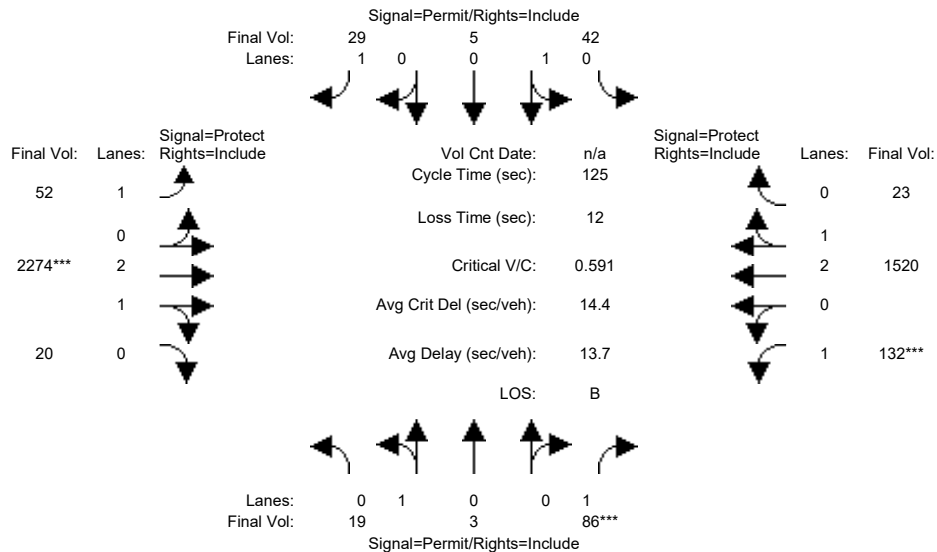 Signal=Permit/Rights=Include
Final Vol: 29 5 42
Lanes: 1 0 0 1 0
Signal=Protect
Final Vol: Lanes: Rights=Include Vol Cnt Date: n/a Signal=Protect
Rights=Include Lanes: Final Vol:
Cycle Time (sec): 125
52 1 0 23
Loss Time (sec): 12
0 1
2274*** 2 Critical V/C: 0.591 2 1520
1 Avg Crit Del (sec/veh): 14.4 0
20 0 Avg Delay (sec/veh): 13.7 1 132***
LOS: B
Lanes: 0 1 0 0 1
Final Vol: 19 3 86***
Signal=Permit/Rights=Include